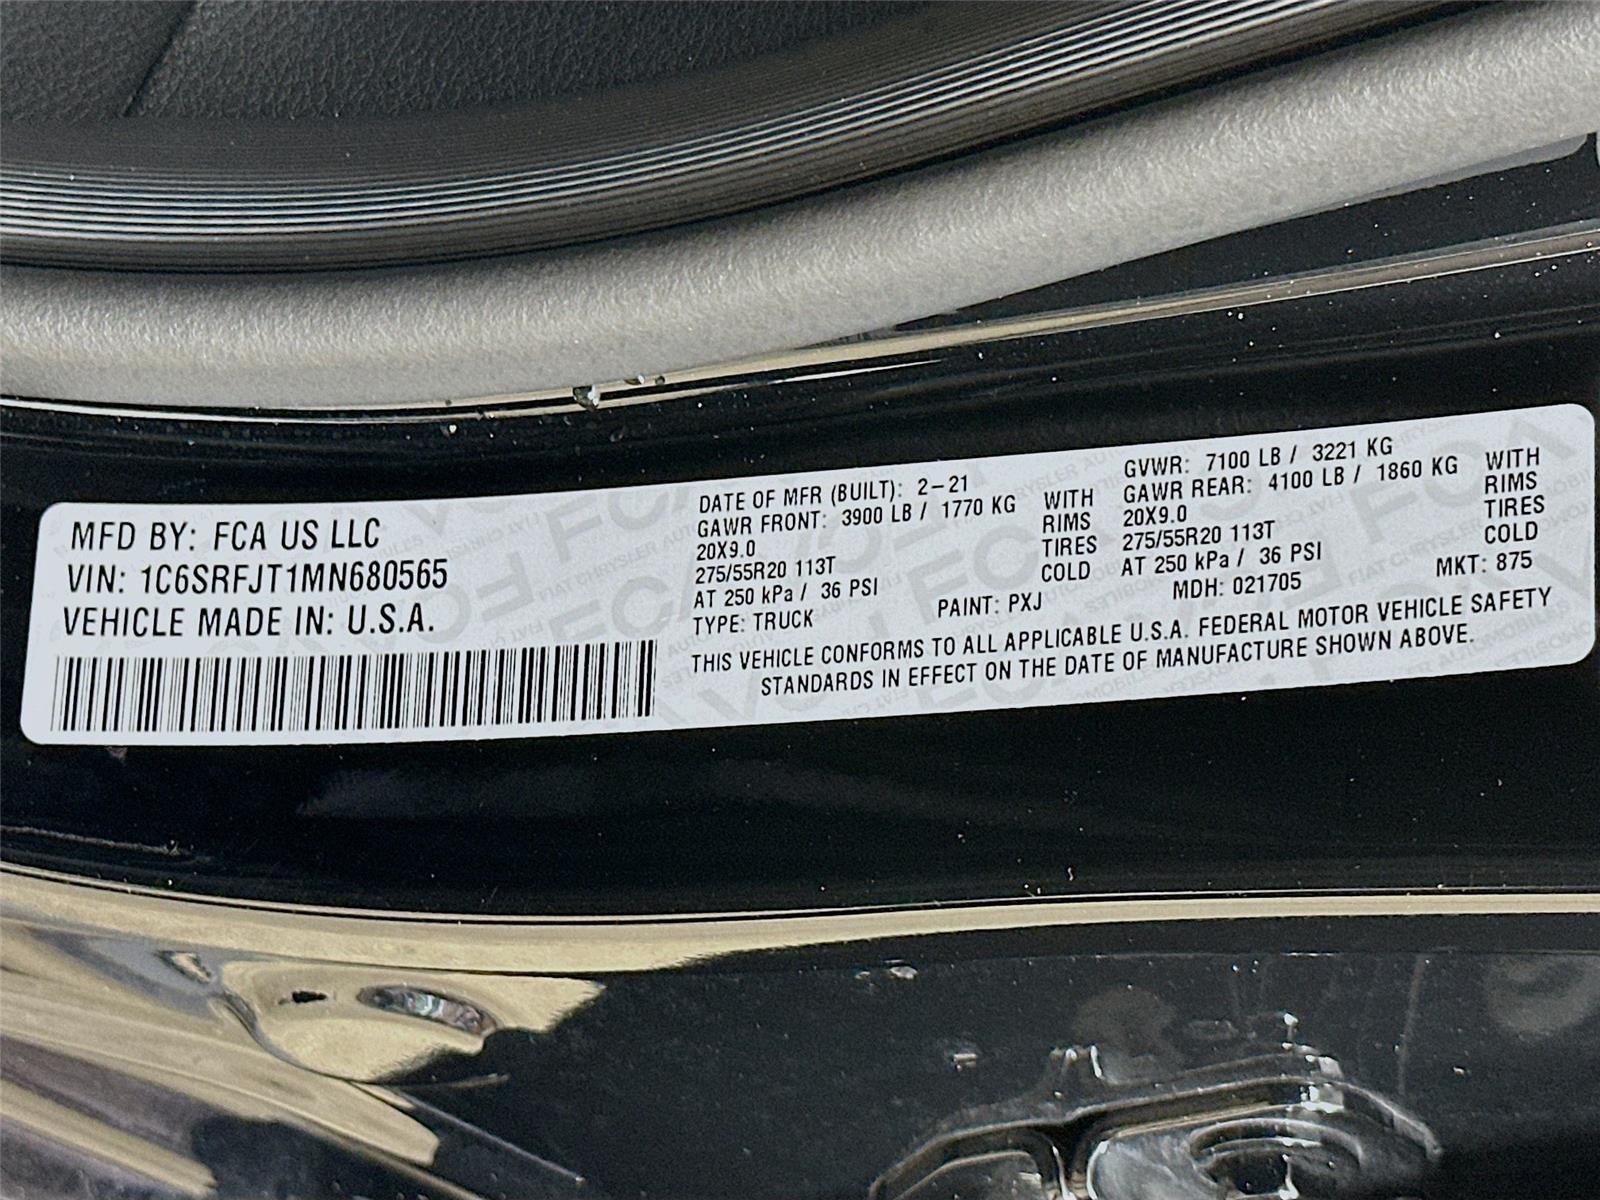 MFD BY: FCA US LLC
VIN: 1C6SRFJT1MN680565
VEHICLE MADE IN: U.S.A.
DATE OF MFR (BUILT): 2-21
GAWR FRONT: 3900 LB / 1770 KG WITH
20X9.0 RIMS
275/55R20 113T TIRES
AT 250 kPa / 36 PSI COLD
TYPE: TRUCK PAINT: PXJ
GVWR: 7100 LB / 3221 KG
GAWR REAR: 4100 LB / 1860 KG WITH
20X9.0 RIMS
275/55R20 113T TIRES
AT 250 kPa / 36 PSI COLD
MDH: 021705 MKT: 875
THIS VEHICLE CONFORMS TO ALL APPLICABLE U.S.A. FEDERAL MOTOR VEHICLE SAFETY
STANDARDS IN EFFECT ON THE DATE OF MANUFACTURE SHOWN ABOVE.